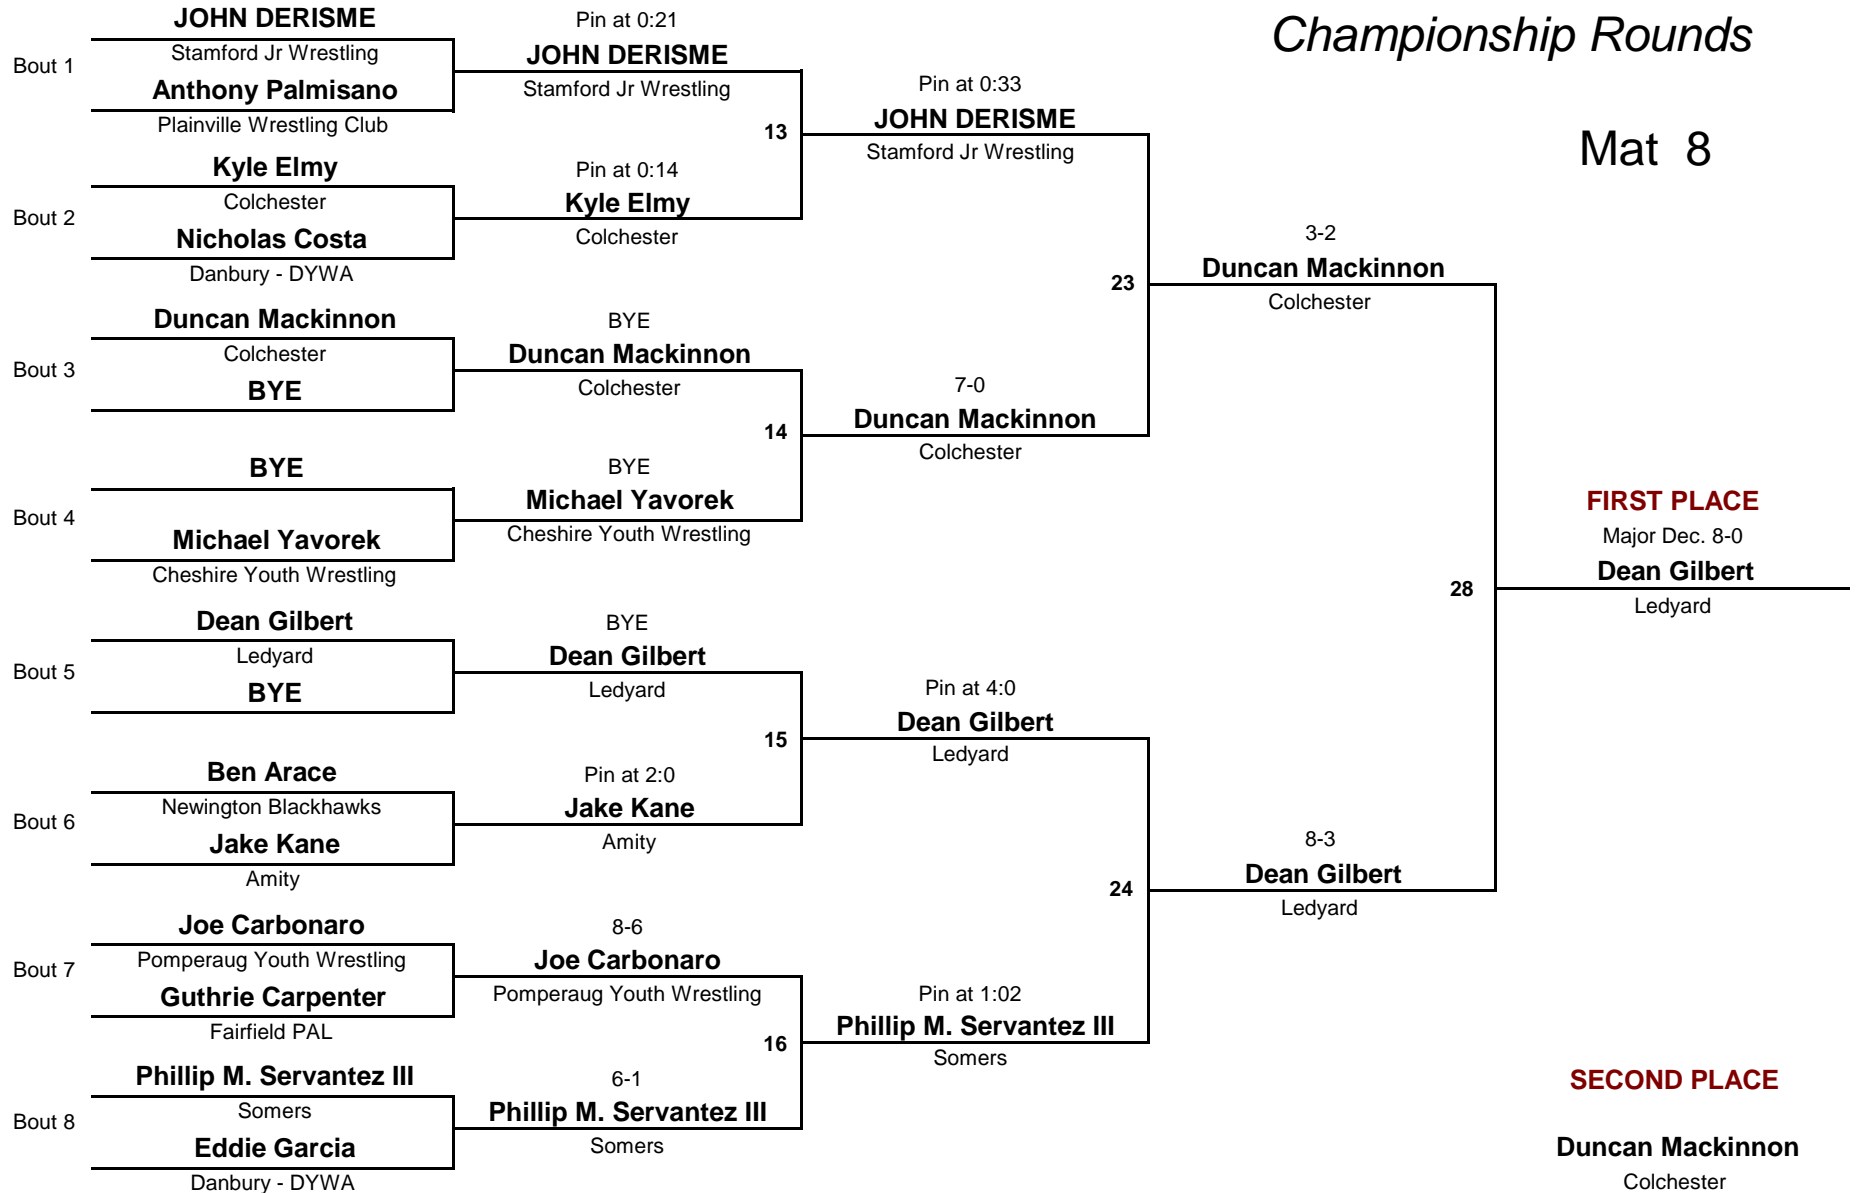 Championship Rounds
Mat 8
Bout 1
JOHN DERISME
Stamford Jr Wrestling
Anthony Palmisano
Plainville Wrestling Club
Bout 2
Kyle Elmy
Colchester
Nicholas Costa
Danbury - DYWA
Bout 3
Duncan Mackinnon
Colchester
BYE
Bout 4
BYE
Michael Yavorek
Cheshire Youth Wrestling
Bout 5
Dean Gilbert
Ledyard
BYE
Bout 6
Ben Arace
Newington Blackhawks
Jake Kane
Amity
Bout 7
Joe Carbonaro
Pomperaug Youth Wrestling
Guthrie Carpenter
Fairfield PAL
Bout 8
Phillip M. Servantez III
Somers
Eddie Garcia
Danbury - DYWA
Pin at 0:21
JOHN DERISME
Stamford Jr Wrestling
13
Pin at 0:14
Kyle Elmy
Colchester
BYE
Duncan Mackinnon
Colchester
14
BYE
Michael Yavorek
Cheshire Youth Wrestling
BYE
Dean Gilbert
Ledyard
15
Pin at 2:0
Jake Kane
Amity
8-6
Joe Carbonaro
Pomperaug Youth Wrestling
16
6-1
Phillip M. Servantez III
Somers
Pin at 0:33
JOHN DERISME
Stamford Jr Wrestling
23
7-0
Duncan Mackinnon
Colchester
Pin at 4:0
Dean Gilbert
Ledyard
24
Pin at 1:02
Phillip M. Servantez III
Somers
3-2
Duncan Mackinnon
Colchester
28
8-3
Dean Gilbert
Ledyard
FIRST PLACE
Major Dec. 8-0
Dean Gilbert
Ledyard
SECOND PLACE
Duncan Mackinnon
Colchester